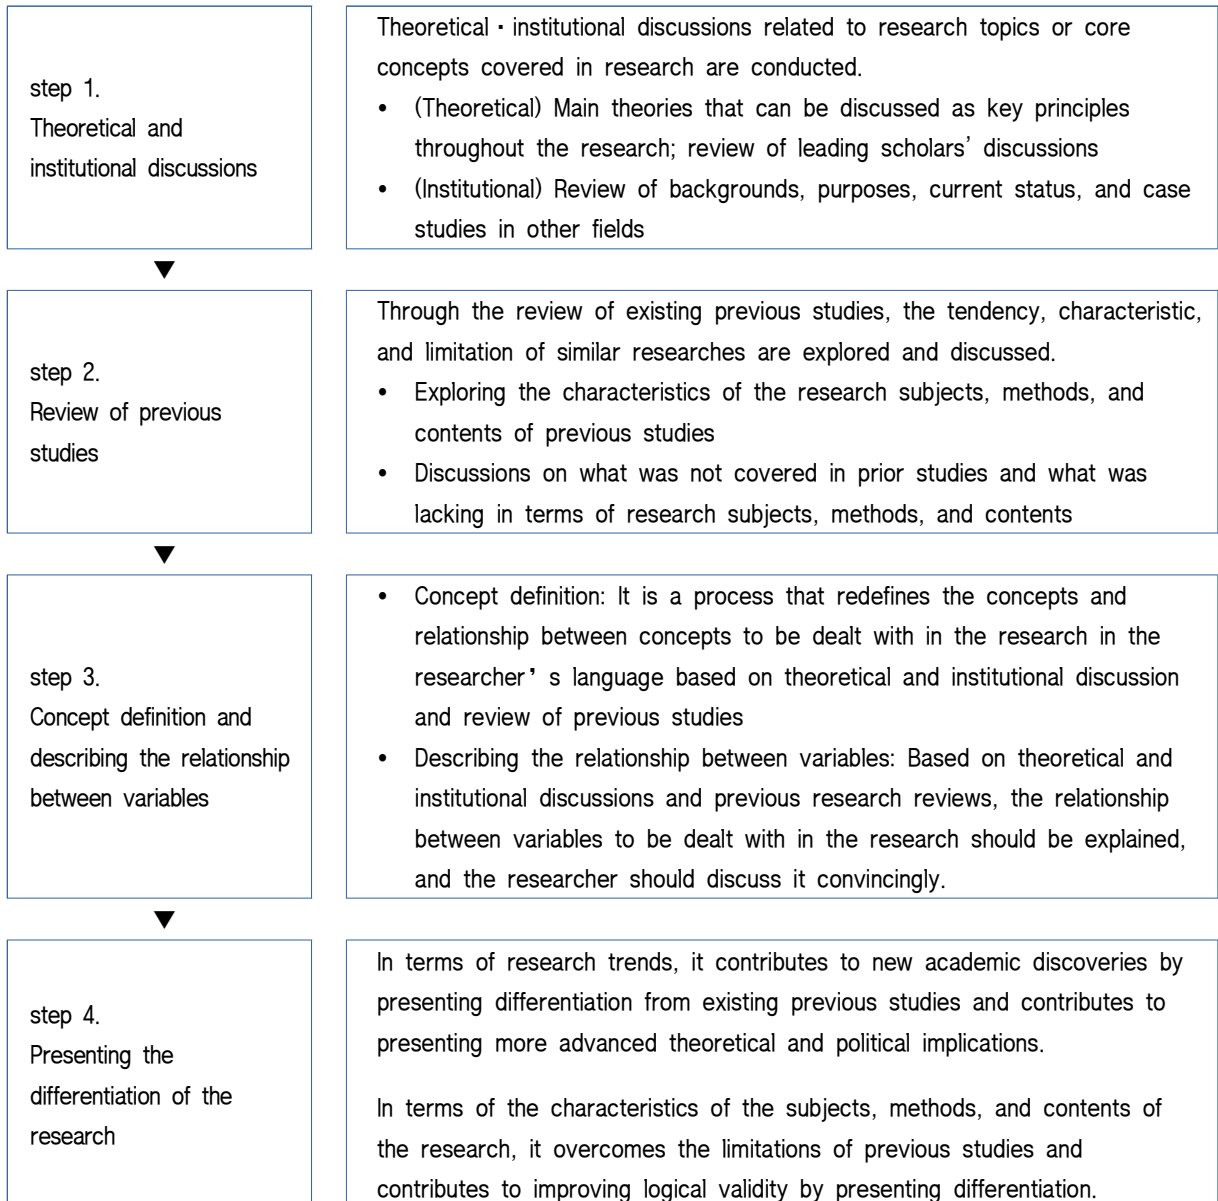 step 1.
Theoretical and
institutional discussions
Theoretical · institutional discussions related to research topics or core
concepts covered in research are conducted.
• (Theoretical) Main theories that can be discussed as key principles
throughout the research; review of leading scholars’ discussions
• (Institutional) Review of backgrounds, purposes, current status, and case
studies in other fields
▼
step 2.
Review of previous
studies
Through the review of existing previous studies, the tendency, characteristic,
and limitation of similar researches are explored and discussed.
• Exploring the characteristics of the research subjects, methods, and
contents of previous studies
• Discussions on what was not covered in prior studies and what was
lacking in terms of research subjects, methods, and contents
▼
step 3.
Concept definition and
describing the relationship
between variables
• Concept definition: It is a process that redefines the concepts and
relationship between concepts to be dealt with in the research in the
researcher’ s language based on theoretical and institutional discussion
and review of previous studies
• Describing the relationship between variables: Based on theoretical and
institutional discussions and previous research reviews, the relationship
between variables to be dealt with in the research should be explained,
and the researcher should discuss it convincingly.
▼
step 4.
Presenting the
differentiation of the
research
In terms of research trends, it contributes to new academic discoveries by
presenting differentiation from existing previous studies and contributes to
presenting more advanced theoretical and political implications.
In terms of the characteristics of the subjects, methods, and contents of
the research, it overcomes the limitations of previous studies and
contributes to improving logical validity by presenting differentiation.